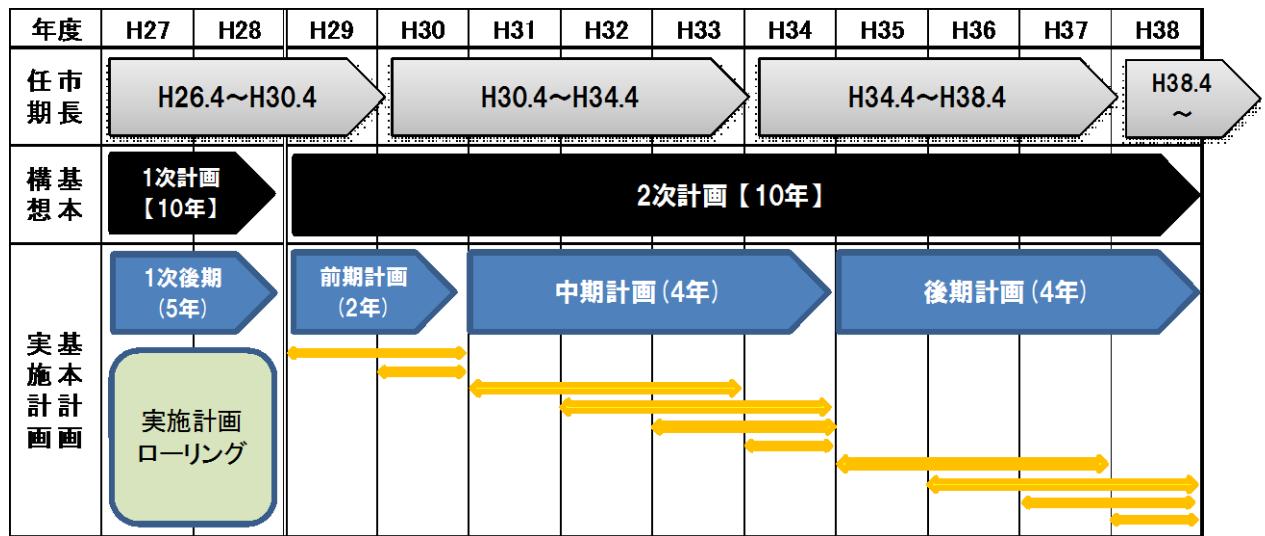 年度 H27 H28 H29 H30 H31 H32 H33 H34 H35 H36 H37 H38
市長任期
H26.4～H30.4
H30.4～H34.4
H34.4～H38.4
H38.4
～
基本構想
1次計画
【10年】
2次計画【10年】
基本計画
実施計画
1次後期
(5年)
前期計画
(2年)
中期計画(4年)
後期計画(4年)
実施計画
ローリング